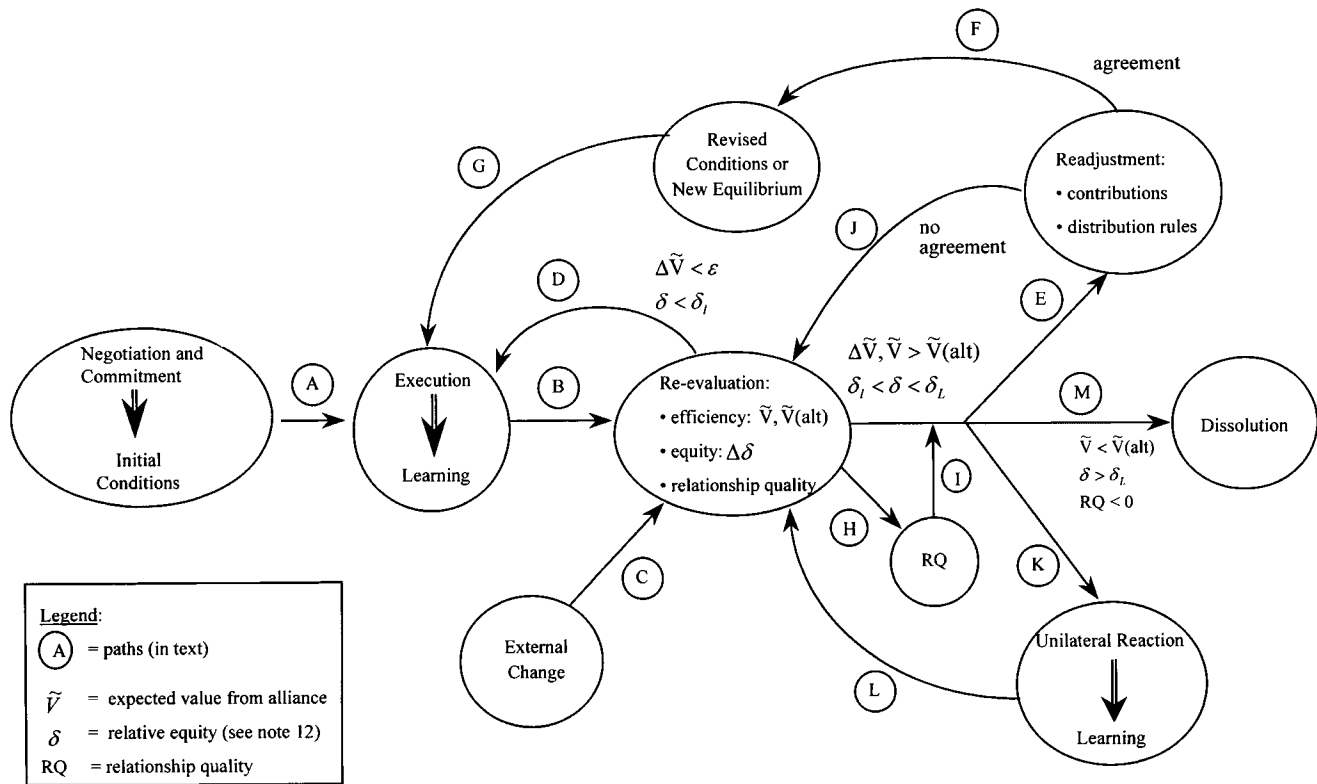 F
agreement
Revised
Conditions or
New Equilibrium
Readjustment:
• contributions
• distribution rules
G
J
no
agreement
D
ΔṼ < ε
δ < δ_l
E
Negotiation and
Commitment
Initial
Conditions
A
Execution
Learning
B
Re-evaluation:
• efficiency: Ṽ, Ṽ(alt)
• equity: Δδ
• relationship quality
ΔṼ, Ṽ > Ṽ(alt)
δ_l < δ < δ_L
M
Ṽ < Ṽ(alt)
δ > δ_L
RQ < 0
Dissolution
H
I
RQ
K
C
External
Change
L
Unilateral Reaction
Learning
Legend:
A = paths (in text)
Ṽ = expected value from alliance
δ = relative equity (see note 12)
RQ = relationship quality